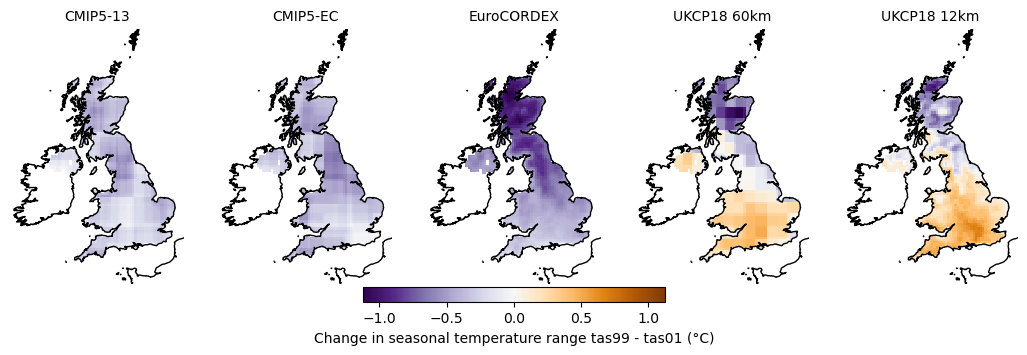 CMIP5-13 CMIP5-EC EuroCORDEX UKCP18 60km UKCP18 12km
−1.0 −0.5 0.0 0.5 1.0
Change in seasonal temperature range tas99 - tas01 (°C)